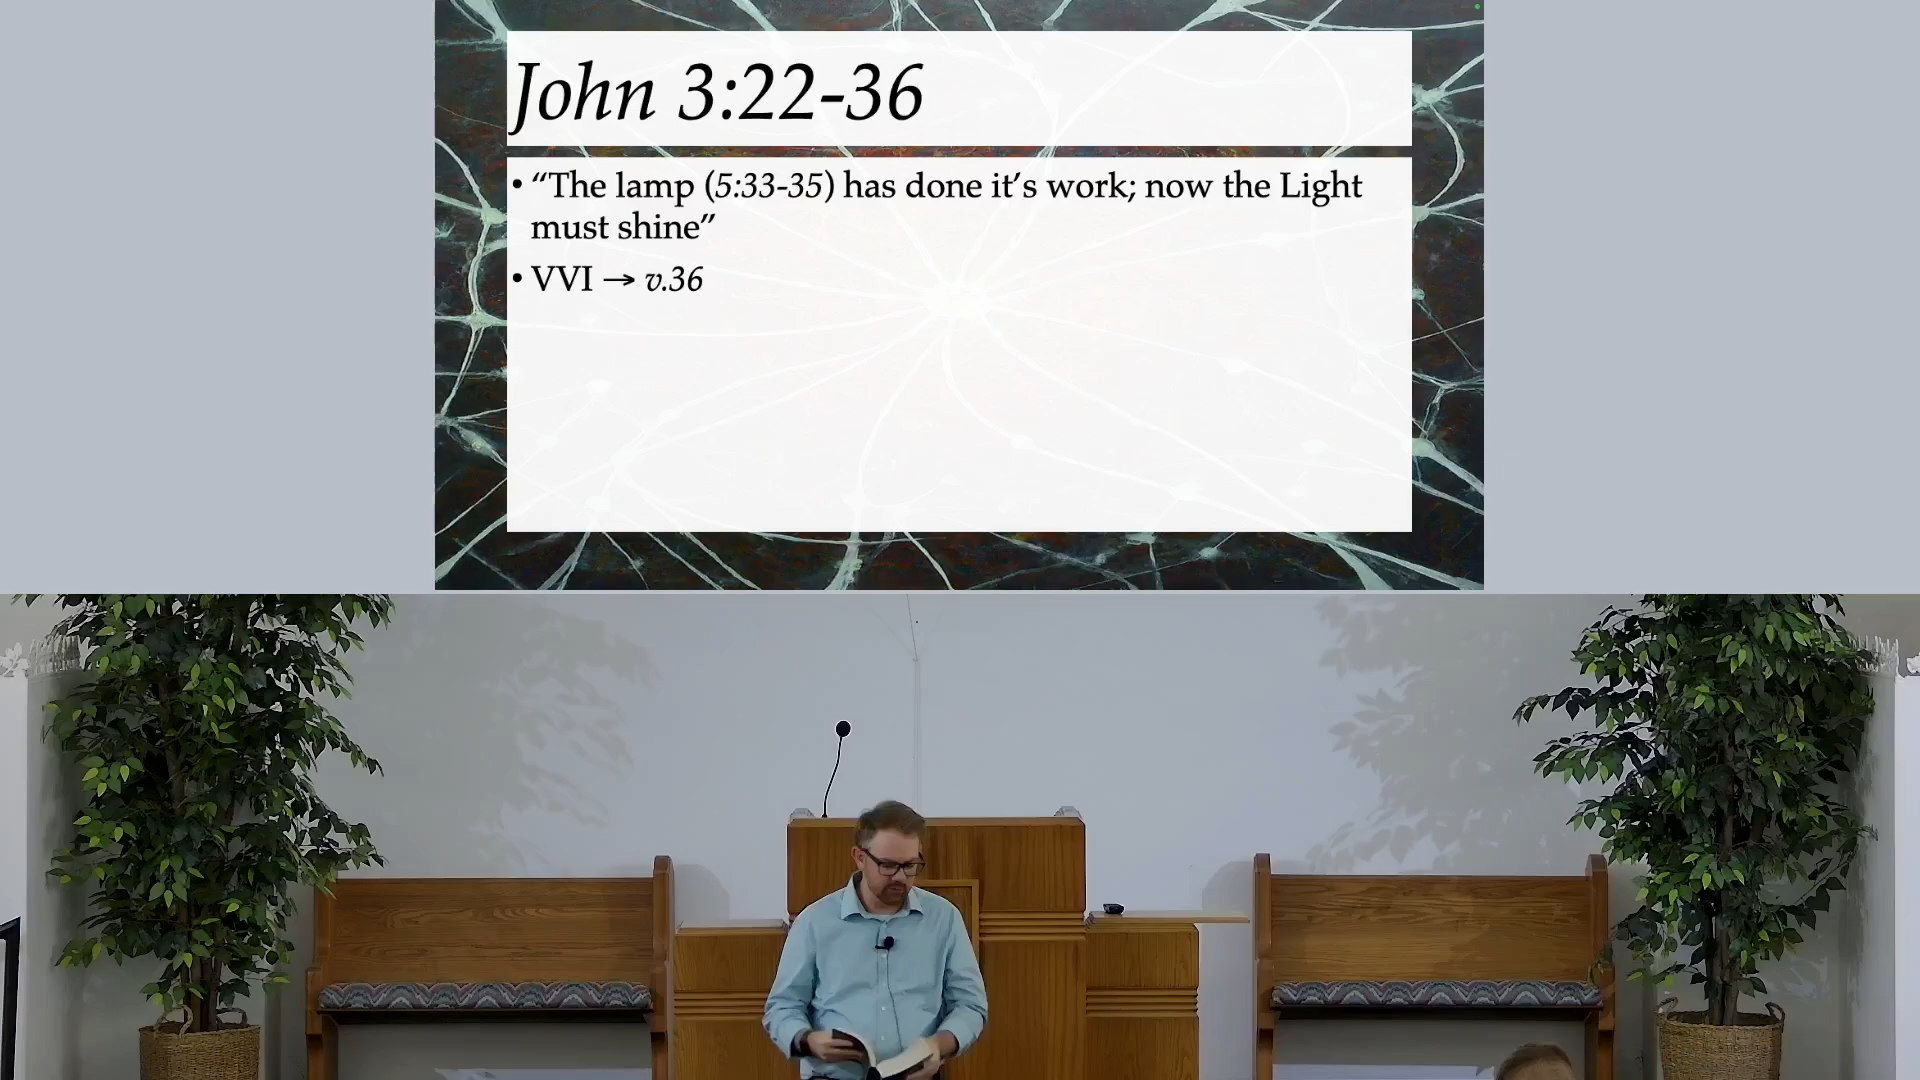 John 3:22-36
• “The lamp (5:33-35) has done it’s work; now the Light
must shine”
• VVI → v.36